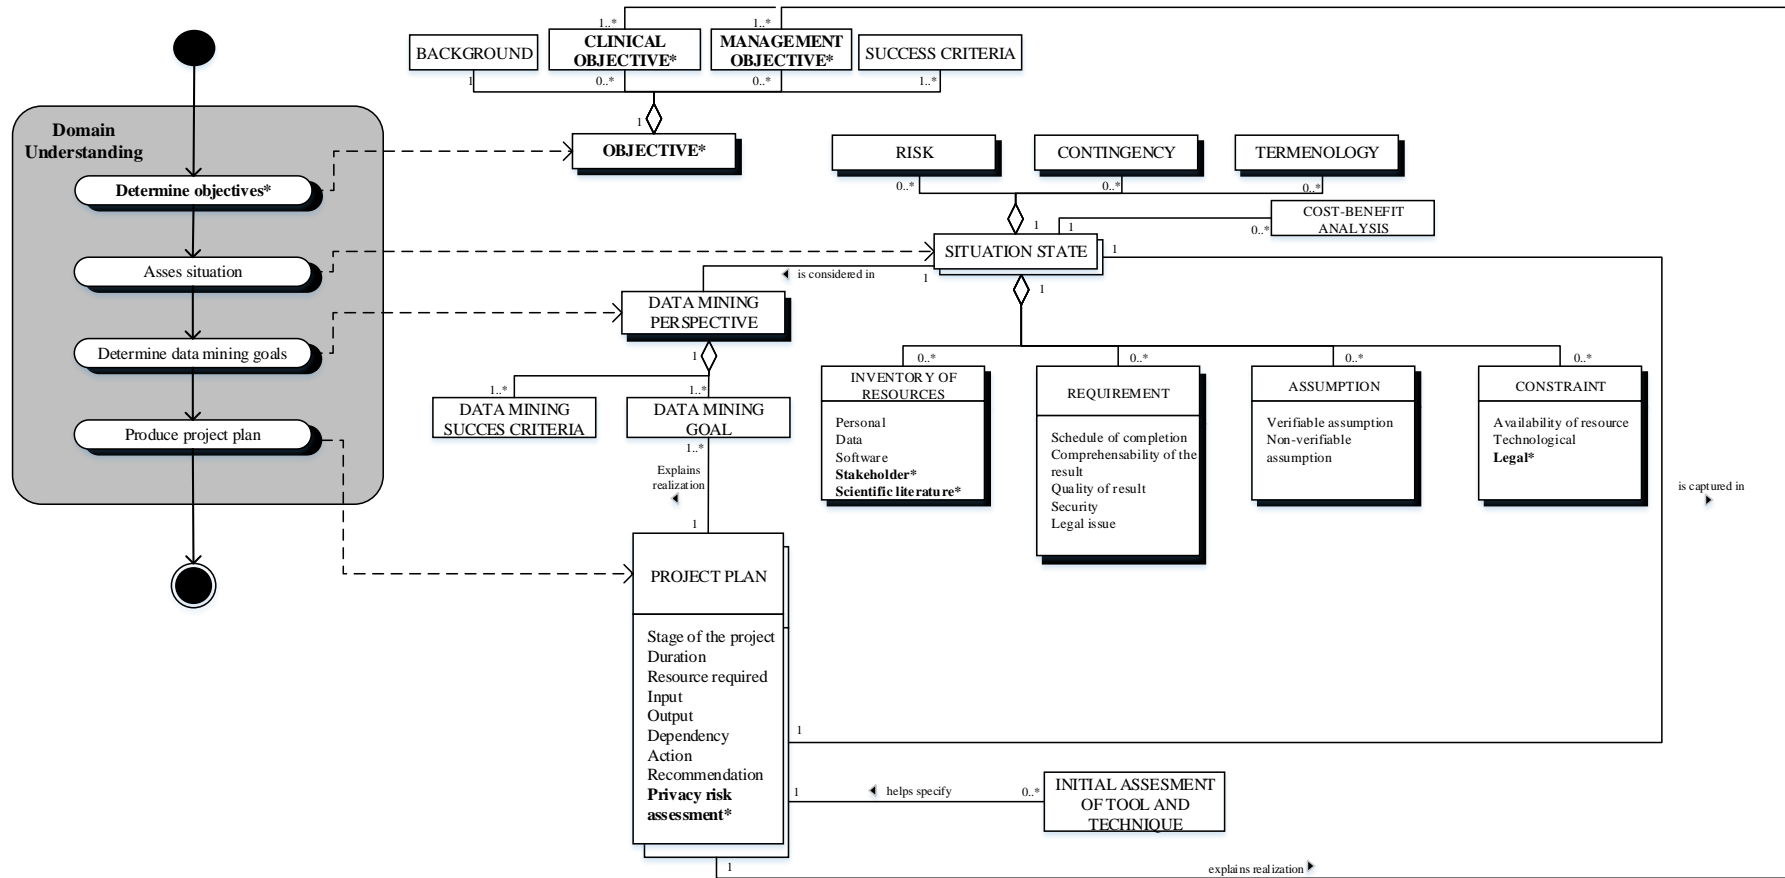 Domain
Understanding
Determine objectives*
Asses situation
Determine data mining goals
Produce project plan
1..*
1..*
BACKGROUND
CLINICAL
OBJECTIVE*
MANAGEMENT
OBJECTIVE*
SUCCESS CRITERIA
1
0..*
0..*
1..*
1
OBJECTIVE*
RISK
CONTINGENCY
TERMENOLOGY
0..*
0..*
0..*
1
1
0..*
COST-BENEFIT
ANALYSIS
SITUATION STATE
1
1
1
is considered in
DATA MINING
PERSPECTIVE
1
1..*
1..*
DATA MINING
SUCCES CRITERIA
DATA MINING
GOAL
1..*
Explains
realization
1
0..*
0..*
0..*
0..*
INVENTORY OF
RESOURCES
Personal
Data
Software
Stakeholder*
Scientific literature*
REQUIREMENT
Schedule of completion
Comprehensability of the
result
Quality of result
Security
Legal issue
ASSUMPTION
Verifiable assumption
Non-verifiable
assumption
CONSTRAINT
Availability of resource
Technological
Legal*
is captured in
PROJECT PLAN
Stage of the project
Duration
Resource required
Input
Output
Dependency
Action
Recommendation
Privacy risk
assessment*
1
1
helps specify
0..*
INITIAL ASSESMENT
OF TOOL AND
TECHNIQUE
1
explains realization